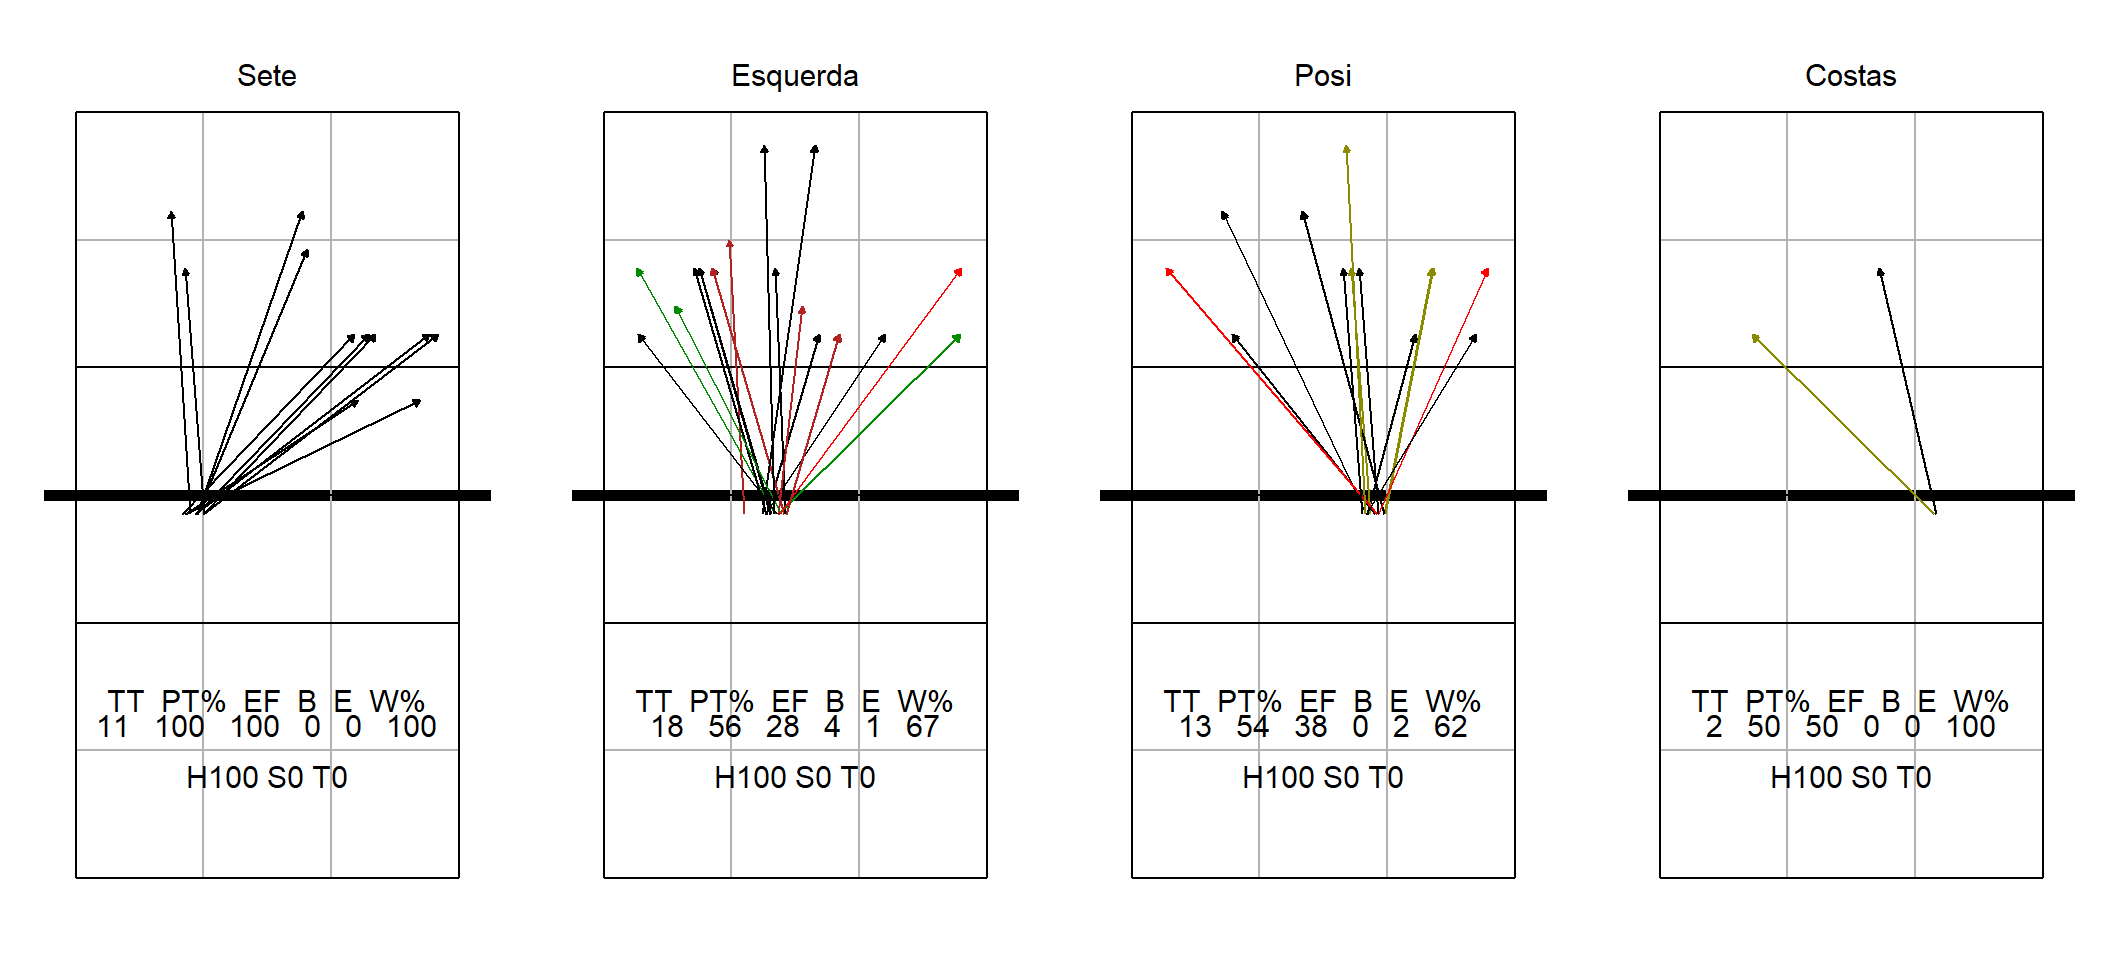 Sete
TT PT% EF B E W%
11 100 100 0 0 100
H100 S0 T0
Esquerda
TT PT% EF B E W%
18 56 28 4 1 67
H100 S0 T0
Posi
TT PT% EF B E W%
13 54 38 0 2 62
H100 S0 T0
Costas
TT PT% EF B E W%
2 50 50 0 0 100
H100 S0 T0